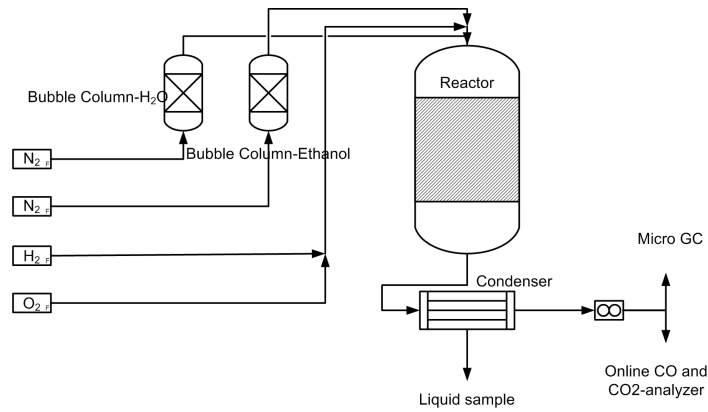 Reactor
Bubble Column-H₂O
Bubble Column-Ethanol
N₂ F
N₂ F
H₂ F
O₂ F
Micro GC
Condenser
Online CO and
CO2-analyzer
Liquid sample